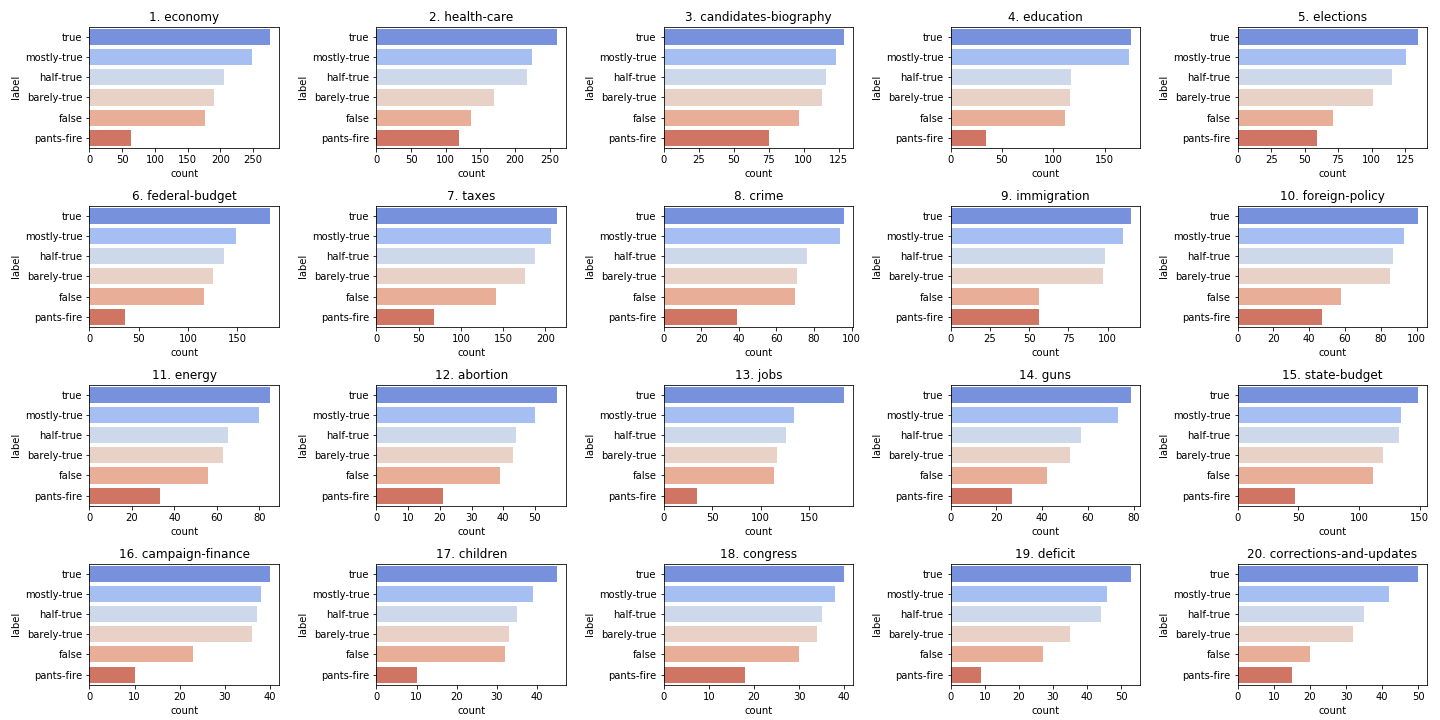 1. economy
label
true
mostly-true
half-true
barely-true
false
pants-fire
0 50 100 150 200 250
count
2. health-care
label
true
mostly-true
half-true
barely-true
false
pants-fire
0 50 100 150 200 250
count
3. candidates-biography
label
true
mostly-true
half-true
barely-true
false
pants-fire
0 25 50 75 100 125
count
4. education
label
true
mostly-true
half-true
barely-true
false
pants-fire
0 50 100 150
count
5. elections
label
true
mostly-true
half-true
barely-true
false
pants-fire
0 25 50 75 100 125
count
6. federal-budget
label
true
mostly-true
half-true
barely-true
false
pants-fire
0 50 100 150
count
7. taxes
label
true
mostly-true
half-true
barely-true
false
pants-fire
0 50 100 150 200
count
8. crime
label
true
mostly-true
half-true
barely-true
false
pants-fire
0 20 40 60 80 100
count
9. immigration
label
true
mostly-true
half-true
barely-true
false
pants-fire
0 25 50 75 100
count
10. foreign-policy
label
true
mostly-true
half-true
barely-true
false
pants-fire
0 20 40 60 80 100
count
11. energy
label
true
mostly-true
half-true
barely-true
false
pants-fire
0 20 40 60 80
count
12. abortion
label
true
mostly-true
half-true
barely-true
false
pants-fire
0 10 20 30 40 50
count
13. jobs
label
true
mostly-true
half-true
barely-true
false
pants-fire
0 50 100 150
count
14. guns
label
true
mostly-true
half-true
barely-true
false
pants-fire
0 20 40 60 80
count
15. state-budget
label
true
mostly-true
half-true
barely-true
false
pants-fire
0 50 100 150
count
16. campaign-finance
label
true
mostly-true
half-true
barely-true
false
pants-fire
0 10 20 30 40
count
17. children
label
true
mostly-true
half-true
barely-true
false
pants-fire
0 10 20 30 40
count
18. congress
label
true
mostly-true
half-true
barely-true
false
pants-fire
0 10 20 30 40
count
19. deficit
label
true
mostly-true
half-true
barely-true
false
pants-fire
0 10 20 30 40 50
count
20. corrections-and-updates
label
true
mostly-true
half-true
barely-true
false
pants-fire
0 10 20 30 40 50
count